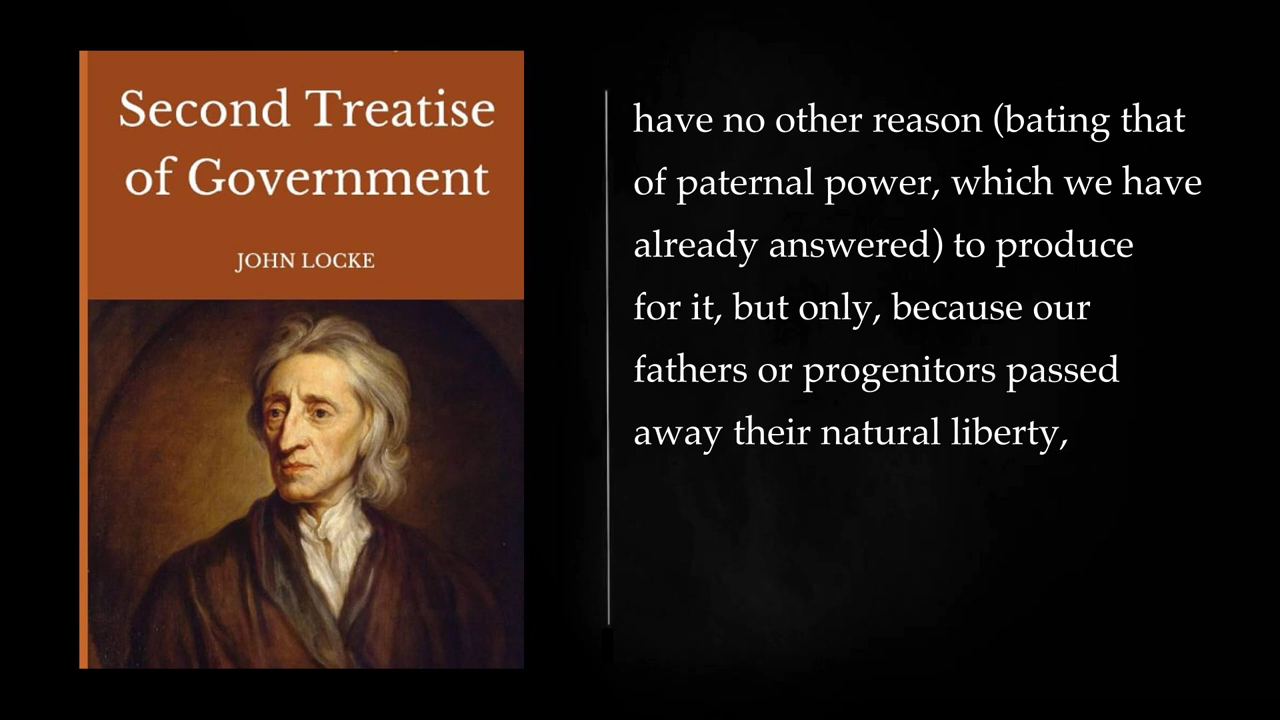 Second Treatise
of Government
JOHN LOCKE
have no other reason (bating that
of paternal power, which we have
already answered) to produce
for it, but only, because our
fathers or progenitors passed
away their natural liberty,